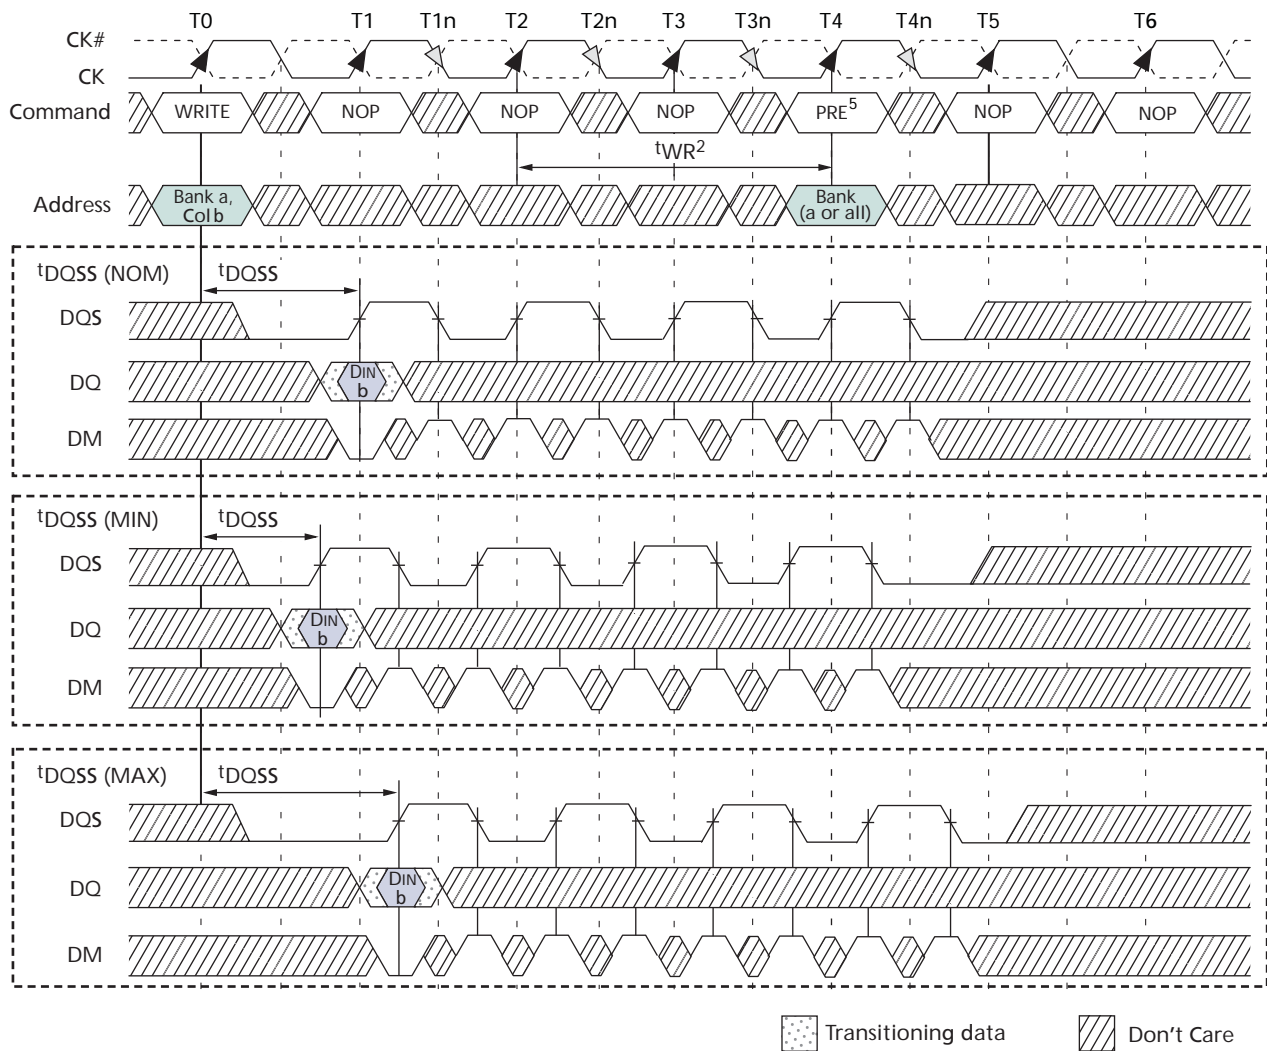 T0 T1 T1n T2 T2n T3 T3n T4 T4n T5 T6
CK#
CK
Command WRITE NOP NOP NOP PRE5 NOP NOP
tWR2
Address Bank a, Col b Bank (a or all)
tDQSS (NOM) tDQSS
DQS
DQ DIN b
DM
tDQSS (MIN) tDQSS
DQS
DQ DIN b
DM
tDQSS (MAX) tDQSS
DQS
DQ DIN b
DM
Transitioning data Don't Care